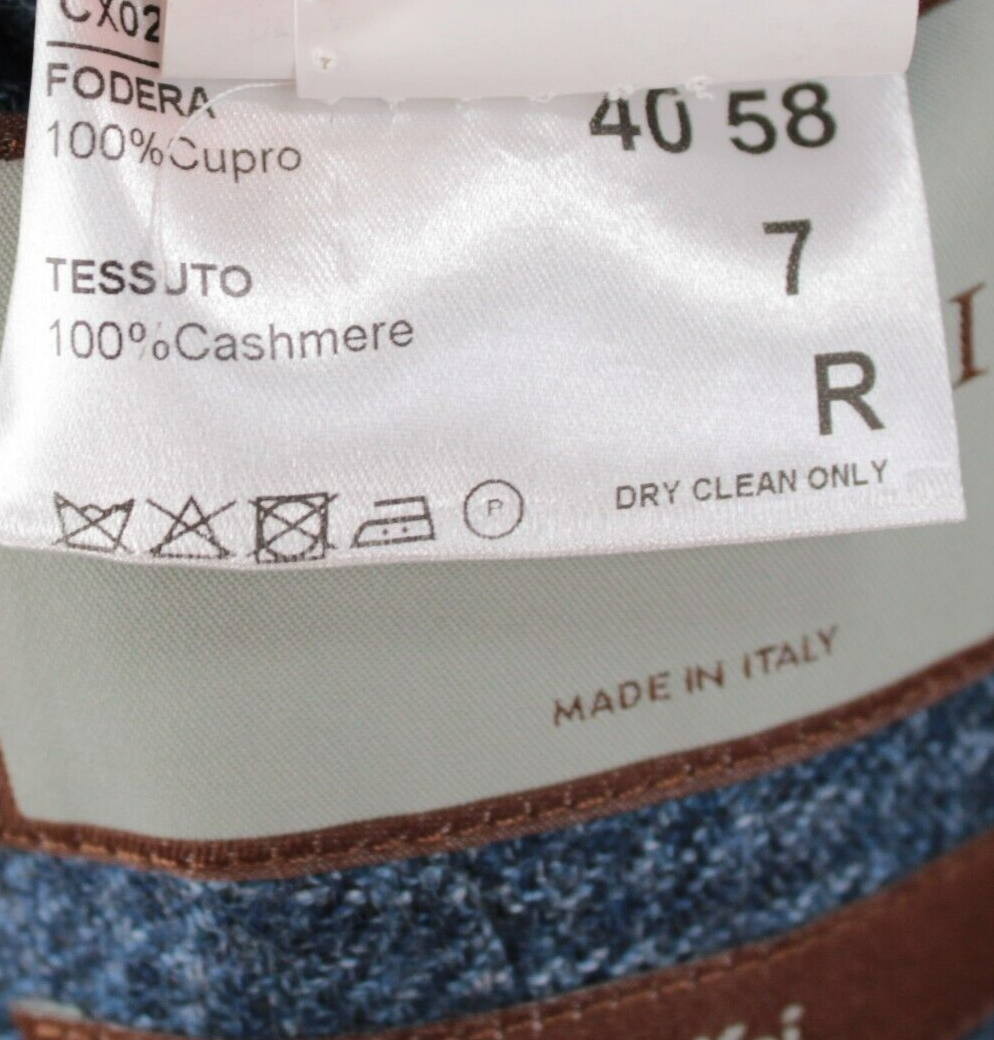 CX02
FODERA
100%Cupro
40 58
7
TESSUTO
100%Cashmere
R
DRY CLEAN ONLY
P
I
MADE IN ITALY